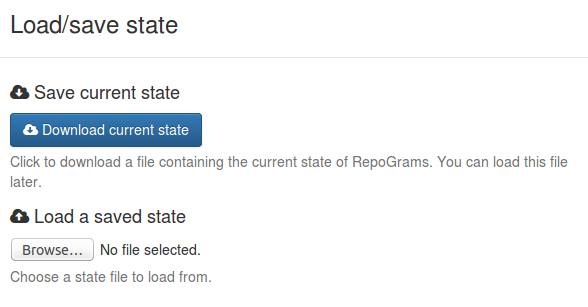 Load/save state
Save current state
Download current state
Click to download a file containing the current state of RepoGrams. You can load this file
later.
Load a saved state
Browse... No file selected.
Choose a state file to load from.